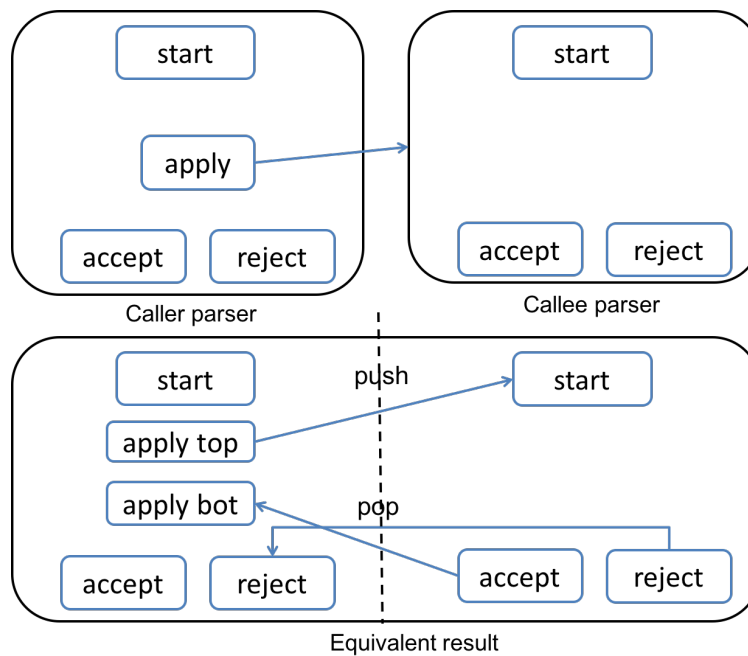 start
start
apply
accept
reject
accept
reject
Caller parser
Callee parser
start
push
start
apply top
apply bot
pop
accept
reject
accept
reject
Equivalent result